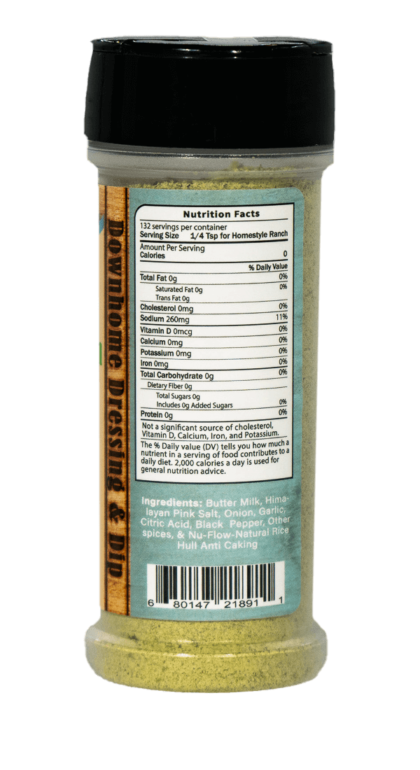 Downhome Dressing & Dip
Nutrition Facts
132 servings per container
Serving Size 1/4 Tsp for Homestyle Ranch
Amount Per Serving
Calories 0
% Daily Value
Total Fat 0g 0%
Saturated Fat 0g 0%
Trans Fat 0g
Cholesterol 0mg 0%
Sodium 260mg 11%
Vitamin D 0mcg 0%
Calcium 0mg 0%
Potassium 0mg 0%
Iron 0mg 0%
Total Carbohydrate 0g 0%
Dietary Fiber 0g
Total Sugars 0g
Includes 0g Added Sugars 0%
Protein 0g 0%
Not a significant source of cholesterol,
Vitamin D, Calcium, Iron, and Potassium.
The % Daily value (DV) tells you how much a
nutrient in a serving of food contributes to a
daily diet. 2,000 calories a day is used for
general nutrition advice.
Ingredients: Butter Milk, Hima-
layan Pink Salt, Onion, Garlic,
Citric Acid, Black Pepper, Other
spices, & Nu-Flow-Natural Rice
Hull Anti Caking
6 80147 21891 1